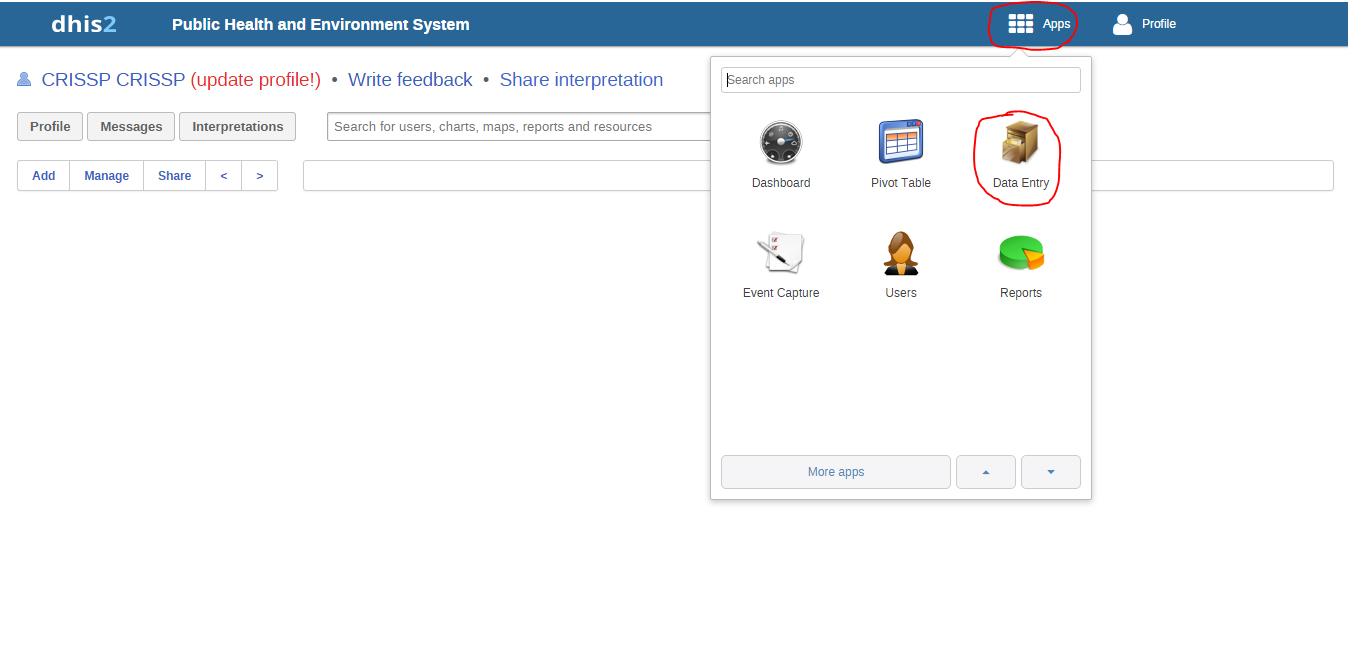 dhis2 Public Health and Environment System Apps Profile
CRISSP CRISSP (update profile!) • Write feedback • Share interpretation
Search apps
Profile Messages Interpretations Search for users, charts, maps, reports and resources
Add Manage Share < >
Dashboard Pivot Table Data Entry
Event Capture Users Reports
More apps